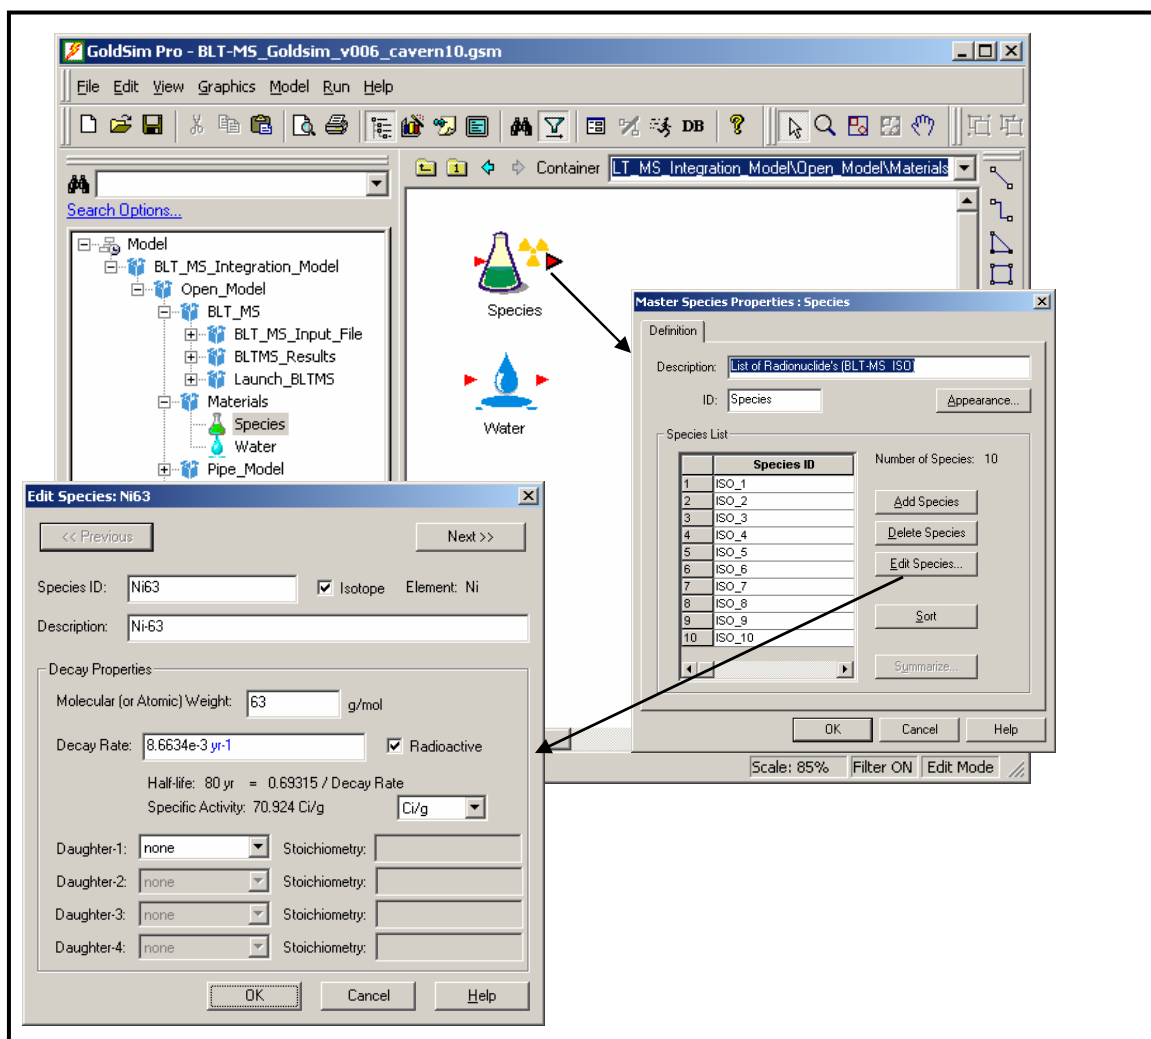 GoldSim Pro - BLT-MS_Goldsim_v006_cavern10.gsm
File Edit View Graphics Model Run Help
DB ?
1 Container LT_MS_Integration_Model\Open_Model\Materials
Search Options...
Model
BLT_MS_Integration_Model
Open_Model
BLT_MS
BLT_MS_Input_File
BLTMS_Results
Launch_BLTMS
Materials
Species
Water
Pipe_Model
Species
Water
Master Species Properties : Species
Definition
Description: List of Radionuclide's (BLT-MS ISO)
ID: Species Appearance...
Species List
Species ID
Number of Species: 10
1 ISO_1
2 ISO_2
3 ISO_3
4 ISO_4
5 ISO_5
6 ISO_6
7 ISO_7
8 ISO_8
9 ISO_9
10 ISO_10
Add Species
Delete Species
Edit Species...
Sort
Summarize...
OK Cancel Help
Scale: 85% Filter ON Edit Mode
Edit Species: Ni63
<< Previous Next >>
Species ID: Ni63 Isotope Element: Ni
Description: Ni-63
Decay Properties
Molecular (or Atomic) Weight: 63 g/mol
Decay Rate: 8.6634e-3 yr-1 Radioactive
Half-life: 80 yr = 0.69315 / Decay Rate
Specific Activity: 70.924 Ci/g Ci/g
Daughter-1: none Stoichiometry:
Daughter-2: none Stoichiometry:
Daughter-3: none Stoichiometry:
Daughter-4: none Stoichiometry:
OK Cancel Help